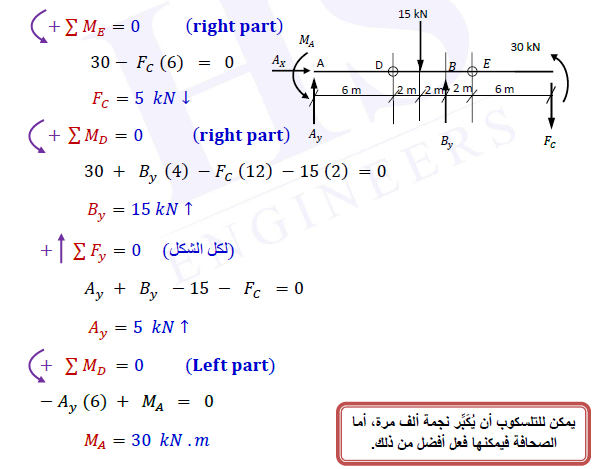 + ∑ M_E = 0 (right part)
30 − F_C (6) = 0
F_C = 5 kN ↓
+ ∑ M_D = 0 (right part)
30 + B_y (4) − F_C (12) − 15 (2) = 0
B_y = 15 kN ↑
+↑ ∑ F_y = 0 (لكل الشكل)
A_y + B_y − 15 − F_C = 0
A_y = 5 kN ↑
+ ∑ M_D = 0 (Left part)
− A_y (6) + M_A = 0
M_A = 30 kN .m
15 kN
M_A 30 kN
A_x A D B E
6 m 2 m 2 m 2 m 6 m
A_y B_y F_C
يمكن للتلسكوب أن يُكَبِّر نجمة ألف مرة، أما
الصحافة فيمكنها فعل أفضل من ذلك.
HS
ENGINEERS